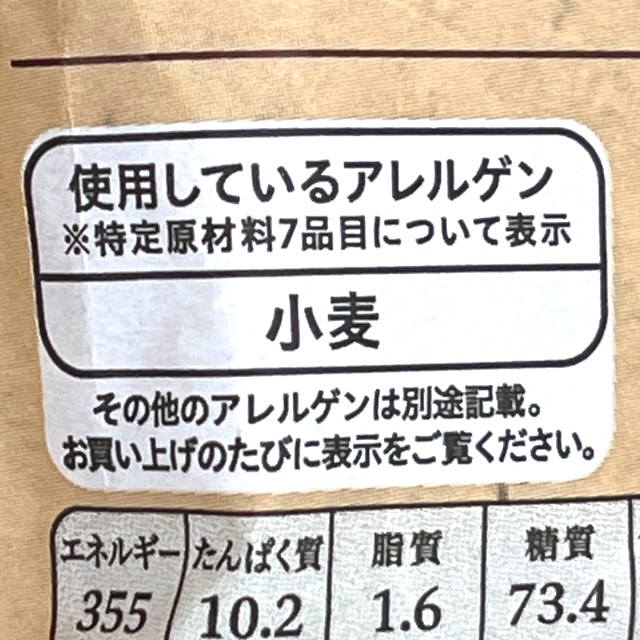 使用しているアレルゲン
※特定原材料7品目について表示
小麦
その他のアレルゲンは別途記載。
お買い上げのたびに表示をご覧ください。
エネルギー たんぱく質 脂質 糖質
355 10.2 1.6 73.4